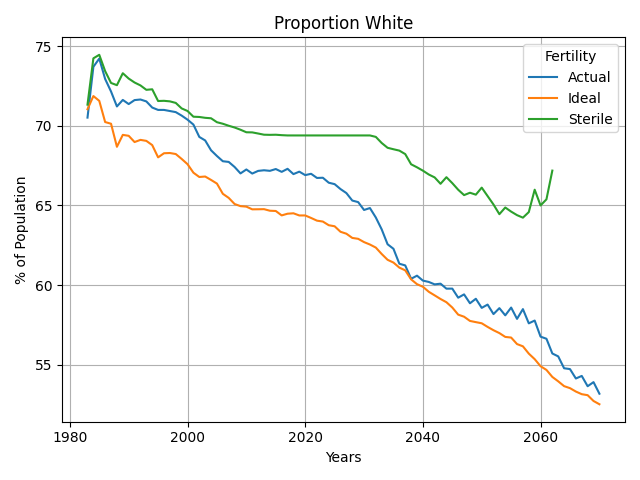 Proportion White
% of Population
75
70
65
60
55
Fertility
Actual
Ideal
Sterile
1980 2000 2020 2040 2060
Years